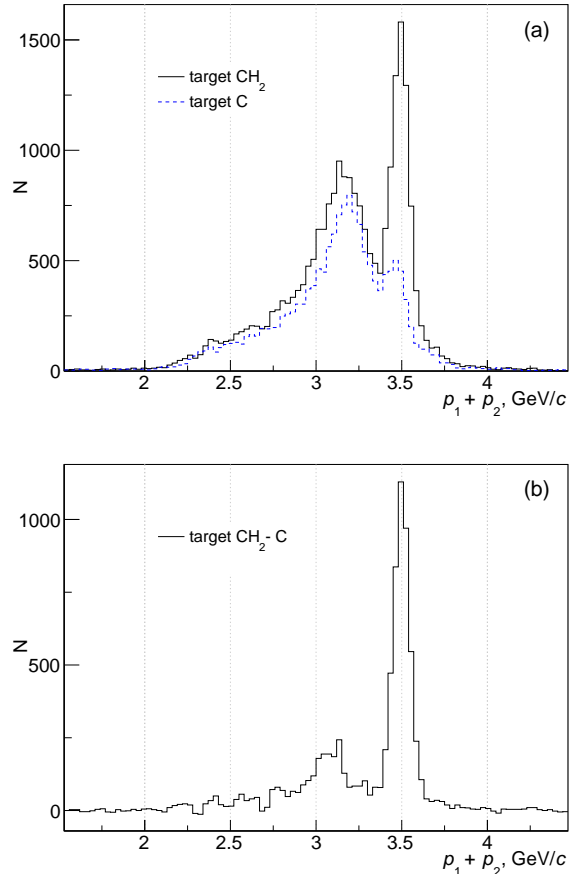 (a)
1500
1000
500
0
N
target CH₂
target C
2 2.5 3 3.5 4
p₁ + p₂, GeV/c
(b)
1000
500
0
N
target CH₂- C
2 2.5 3 3.5 4
p₁ + p₂, GeV/c